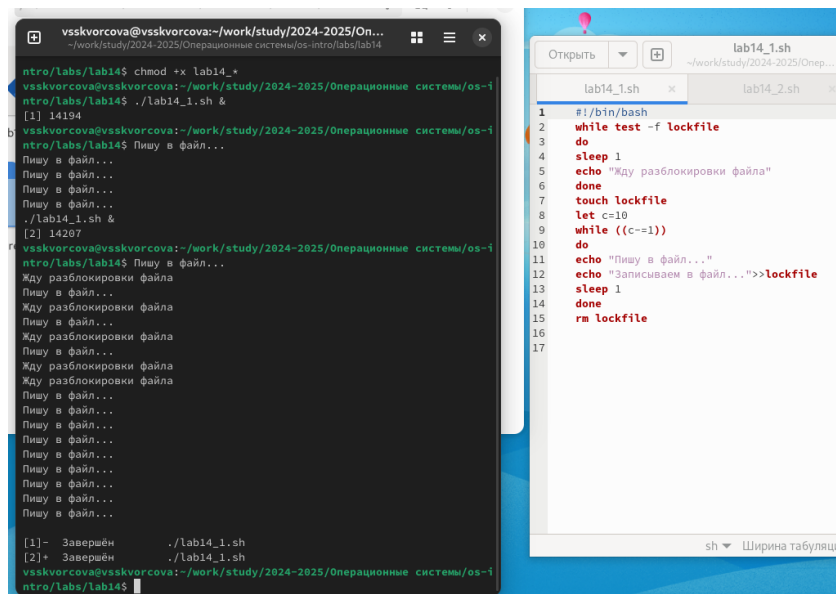 vsskvorcova@vsskvorcova:~/work/study/2024-2025/Оп...
~/work/study/2024-2025/Операционные системы/os-intro/labs/lab14
ntro/labs/lab14$ chmod +x lab14_*
vsskvorcova@vsskvorcova:~/work/study/2024-2025/Операционные системы/os-i
ntro/labs/lab14$ ./lab14_1.sh &
[1] 14194
vsskvorcova@vsskvorcova:~/work/study/2024-2025/Операционные системы/os-i
ntro/labs/lab14$ Пишу в файл...
Пишу в файл...
Пишу в файл...
Пишу в файл...
Пишу в файл...
./lab14_1.sh &
[2] 14207
vsskvorcova@vsskvorcova:~/work/study/2024-2025/Операционные системы/os-i
ntro/labs/lab14$ Пишу в файл...
Жду разблокировки файла
Пишу в файл...
Жду разблокировки файла
Пишу в файл...
Жду разблокировки файла
Пишу в файл...
Жду разблокировки файла
Жду разблокировки файла
Пишу в файл...
Пишу в файл...
Пишу в файл...
Пишу в файл...
Пишу в файл...
Пишу в файл...
Пишу в файл...
Пишу в файл...
Пишу в файл...
[1]- Завершён ./lab14_1.sh
[2]+ Завершён ./lab14_1.sh
vsskvorcova@vsskvorcova:~/work/study/2024-2025/Операционные системы/os-i
ntro/labs/lab14$
Открыть
lab14_1.sh
~/work/study/2024-2025/Опер...
lab14_1.sh × lab14_2.sh ×
1 #!/bin/bash
2 while test -f lockfile
3 do
4 sleep 1
5 echo "Жду разблокировки файла"
6 done
7 touch lockfile
8 let c=10
9 while ((c-=1))
10 do
11 echo "Пишу в файл..."
12 echo "Записываем в файл...">>lockfile
13 sleep 1
14 done
15 rm lockfile
16
17
sh Ширина табуляц